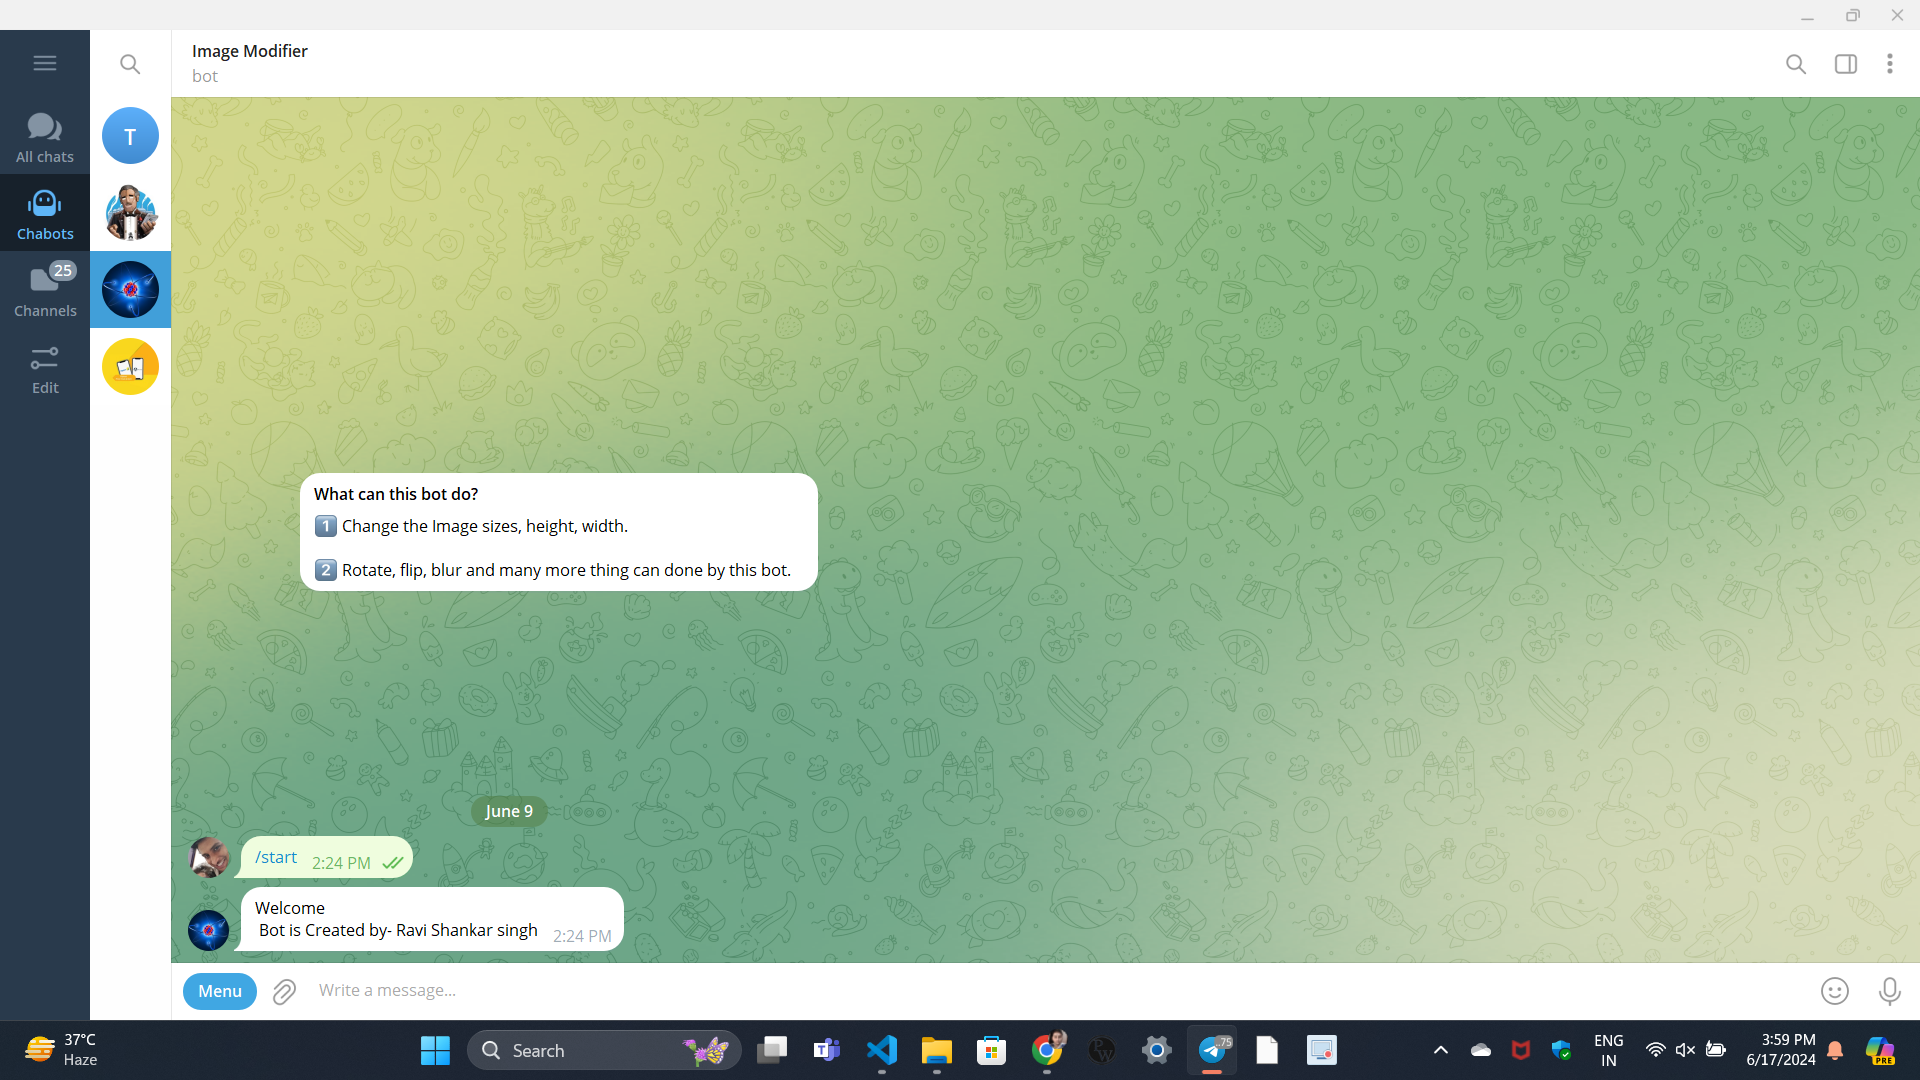 Image Modifier
bot
All chats
T
Chabots
25
Channels
Edit
What can this bot do?
1 Change the Image sizes, height, width.
2 Rotate, flip, blur and many more thing can done by this bot.
June 9
/start 2:24 PM
Welcome
Bot is Created by- Ravi Shankar singh 2:24 PM
Menu
Write a message...
37°C
Haze
Search
.75
ENG
IN
3:59 PM
6/17/2024
PRE